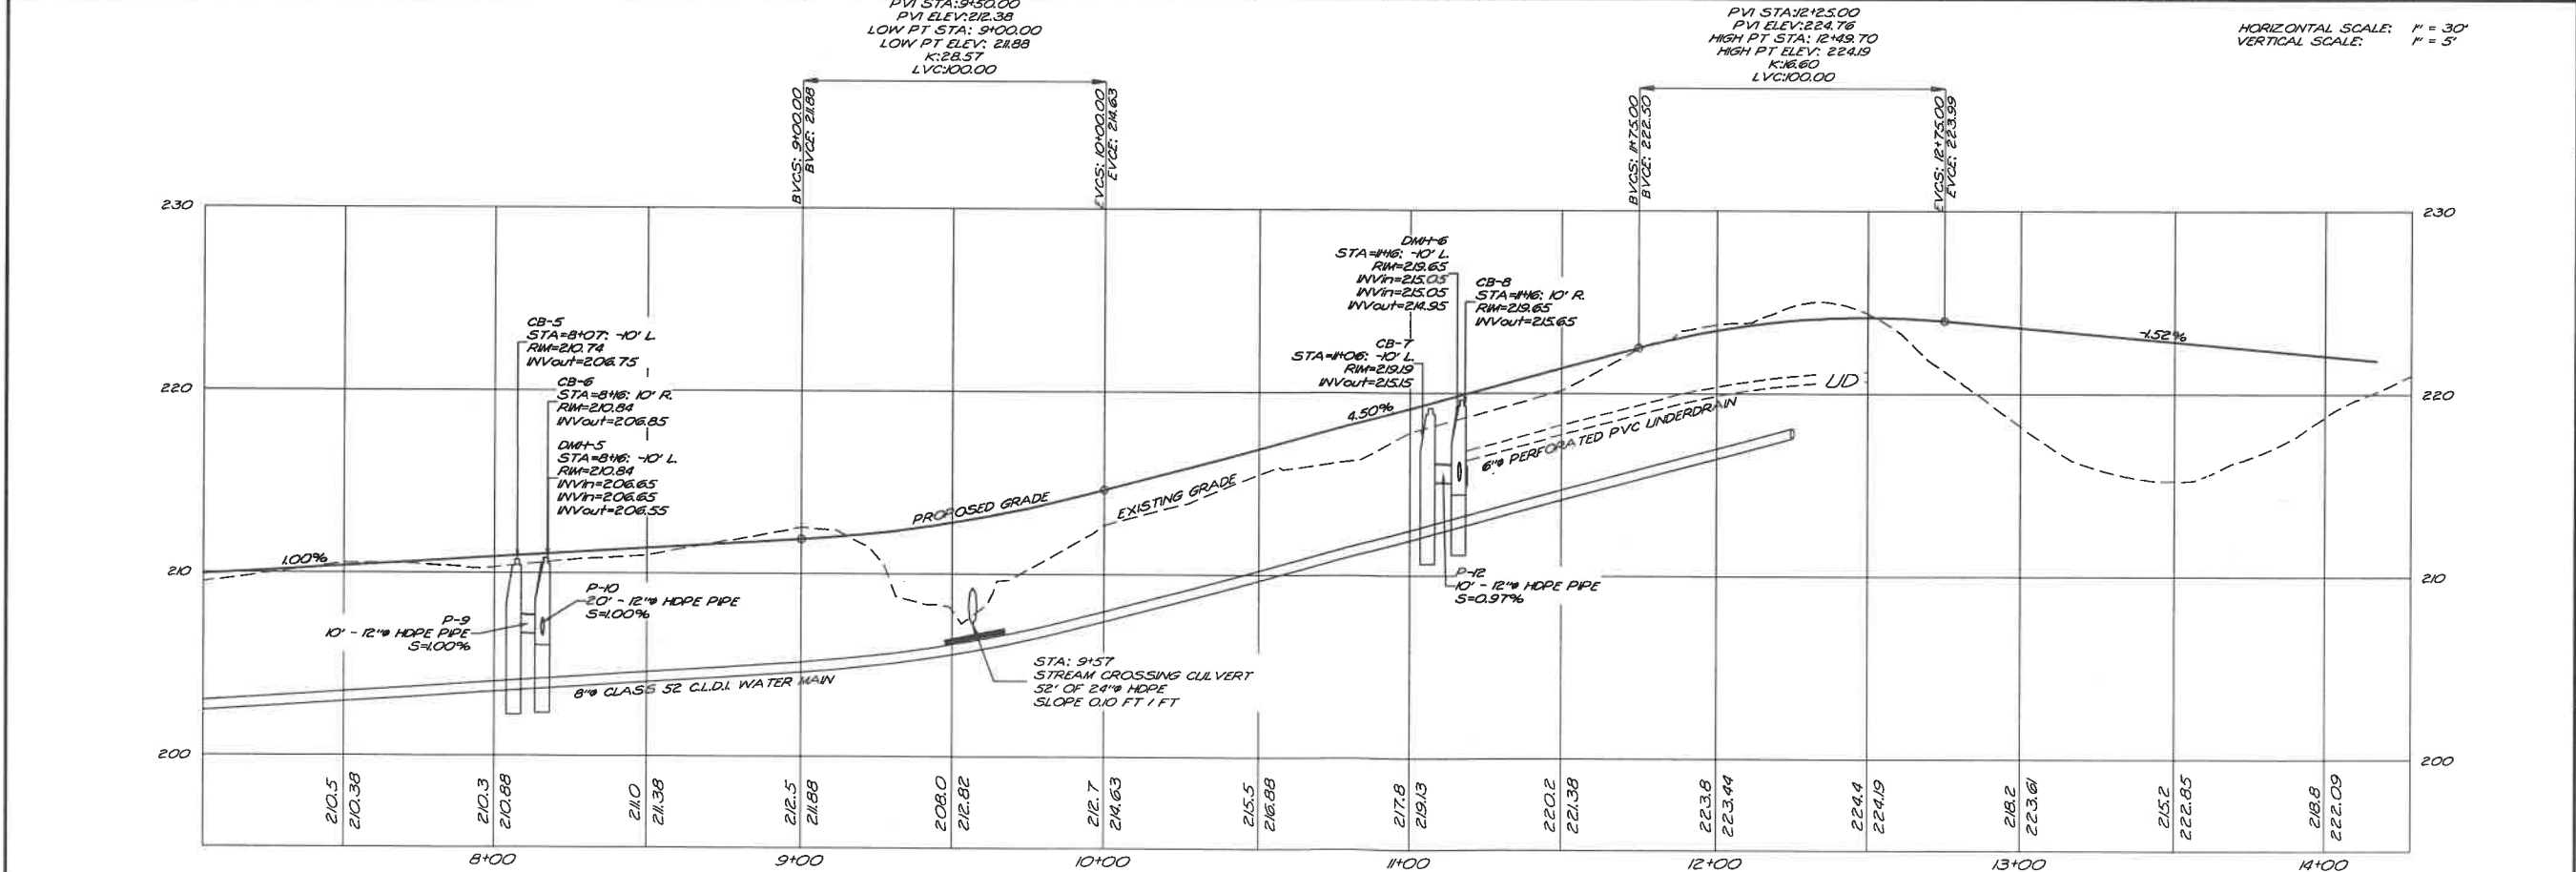 PVI STA:9+50.00
PVI ELEV:212.38
LOW PT STA: 9+00.00
LOW PT ELEV: 211.88
K:28.57
LVC:100.00
PVI STA:12+25.00
PVI ELEV:224.76
HIGH PT STA: 12+49.70
HIGH PT ELEV: 224.19
K:16.60
LVC:100.00
HORIZONTAL SCALE: 1" = 30'
VERTICAL SCALE: 1" = 5'
BVCS: 9+00.00
BVCE: 211.88
EVCS: 10+00.00
EVCE: 214.63
BVCS: 11+75.00
BVCE: 222.50
EVCS: 12+75.00
EVCE: 223.99
230
230
DMH-6
STA=11+16: -10' L.
RIM=219.65
INVin=215.05
INVin=215.05
INVout=214.95
CB-8
STA=11+16: 10' R.
RIM=219.65
INVout=215.65
CB-5
STA=8+07: -10' L.
RIM=210.74
INVout=206.75
CB-7
STA=11+06: -10' L.
RIM=219.19
INVout=215.15
-1.52%
CB-6
STA=8+16: 10' R.
RIM=210.84
INVout=206.85
220
220
UD
4.50%
6"ø PERFORATED PVC UNDERDRAIN
DMH-5
STA=8+16: -10' L.
RIM=210.84
INVin=206.65
INVin=206.65
INVout=206.55
PROPOSED GRADE
EXISTING GRADE
1.00%
210
210
P-10
20' - 12"ø HDPE PIPE
S=1.00%
P-12
10' - 12"ø HDPE PIPE
S=0.97%
P-9
10' - 12"ø HDPE PIPE
S=1.00%
STA: 9+57
STREAM CROSSING CULVERT
52' OF 24"ø HDPE
SLOPE 0.10 FT / FT
8"ø CLASS 52 C.L.D.I. WATER MAIN
200
200
210.5
210.38
210.3
210.88
211.0
211.38
212.5
211.88
208.0
212.82
212.7
214.63
215.5
216.88
217.8
219.13
220.2
221.38
223.8
223.44
224.4
224.19
218.2
223.61
215.2
222.85
218.8
222.09
8+00
9+00
10+00
11+00
12+00
13+00
14+00